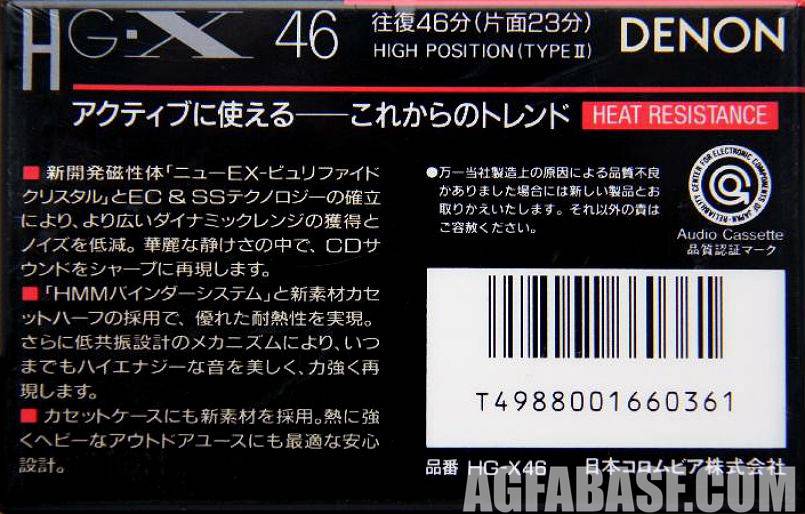 HG·X 46 往復46分(片面23分) DENON
HIGH POSITION(TYPE II)
アクティブに使える――これからのトレンド HEAT RESISTANCE
■ 新開発磁性体「ニューEX-ピュリファイド
クリスタル」とEC & SSテクノロジーの確立
により、より広いダイナミックレンジの獲得と
ノイズを低減。華麗な静けさの中で、CDサ
ウンドをシャープに再現します。
■ 「HMMバインダーシステム」と新素材カセ
ットハーフの採用で、優れた耐熱性を実現。
さらに低共振設計のメカニズムにより、いつ
までもハイエナジーな音を美しく、力強く再
現します。
■ カセットケースにも新素材を採用。熱に強
くヘビーなアウトドアユースにも最適な安心
設計。
●万一当社製造上の原因による品質不良
がありました場合には新しい製品とお
取りかえいたします。それ以外の責は
ご容赦ください。
RELIABILITY CENTER FOR ELECTRONIC COMPONENTS OF JAPAN
Audio Cassette
品質認証マーク
T4988001660361
品番 HG-X46 日本コロムビア株式会社
AGFABASF.COM